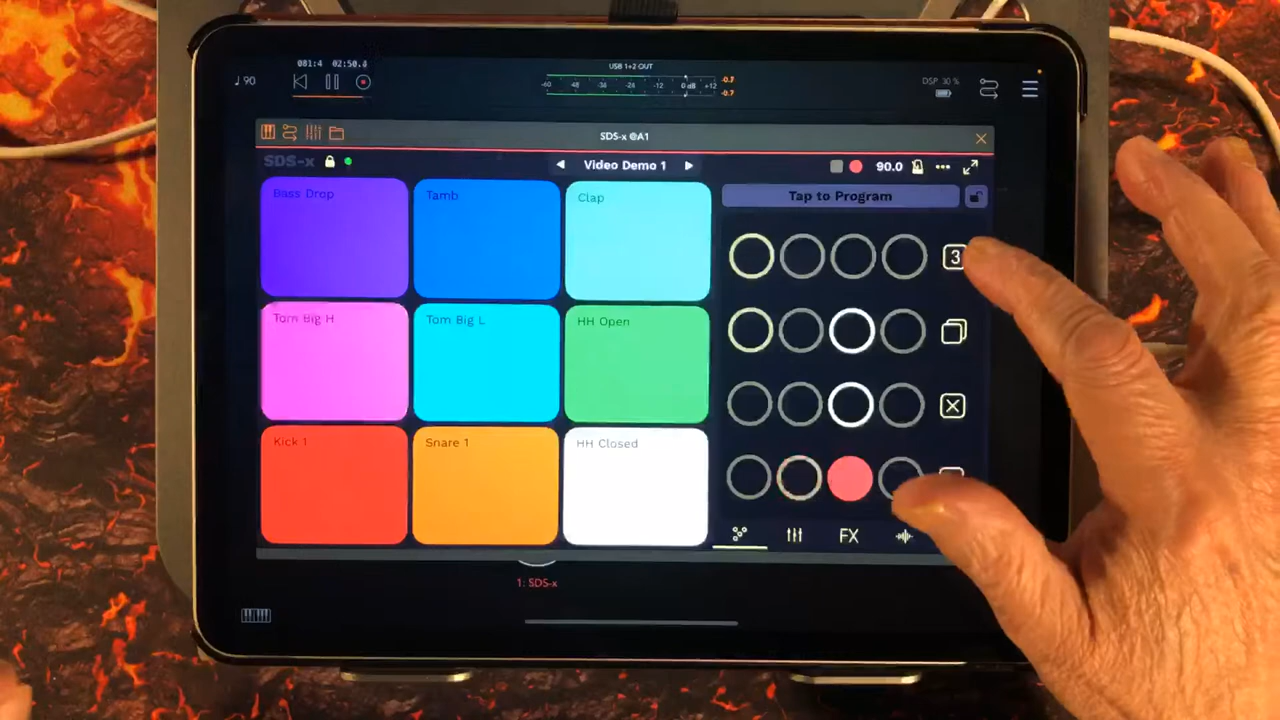 081:4 02:50.8
♩ 90
USB 1+2 OUT
-60 -48 -36 -24 -12 0 dB +12
-0.7
-0.7
DSP 30 %
SDS-x @A1
SDS-x
Video Demo 1
90.0
Bass Drop
Tamb
Clap
Tap to Program
3
Tom Big H
Tom Big L
HH Open
Kick 1
Snare 1
HH Closed
FX
1: SDS-x